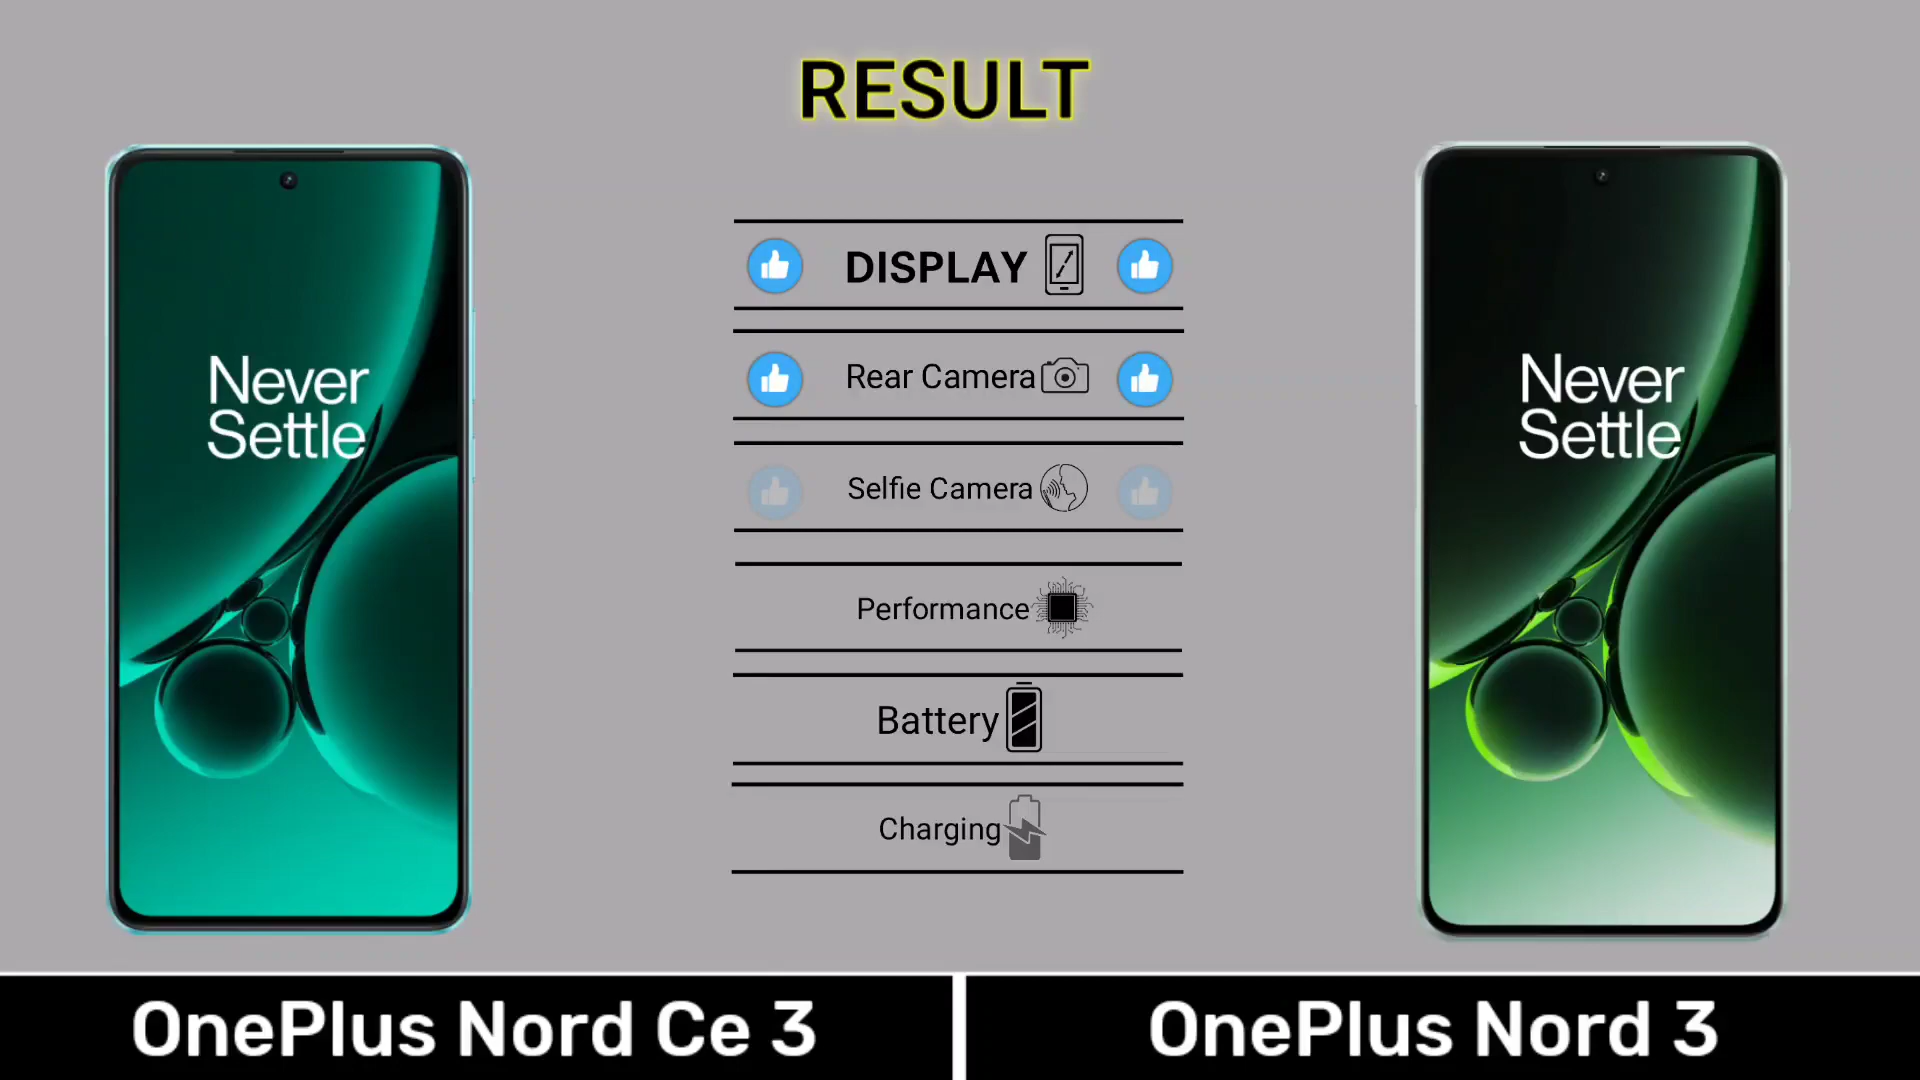 RESULT
Never
Settle
DISPLAY
Rear Camera
Selfie Camera
Performance
Battery
Charging
Never
Settle
OnePlus Nord Ce 3
OnePlus Nord 3